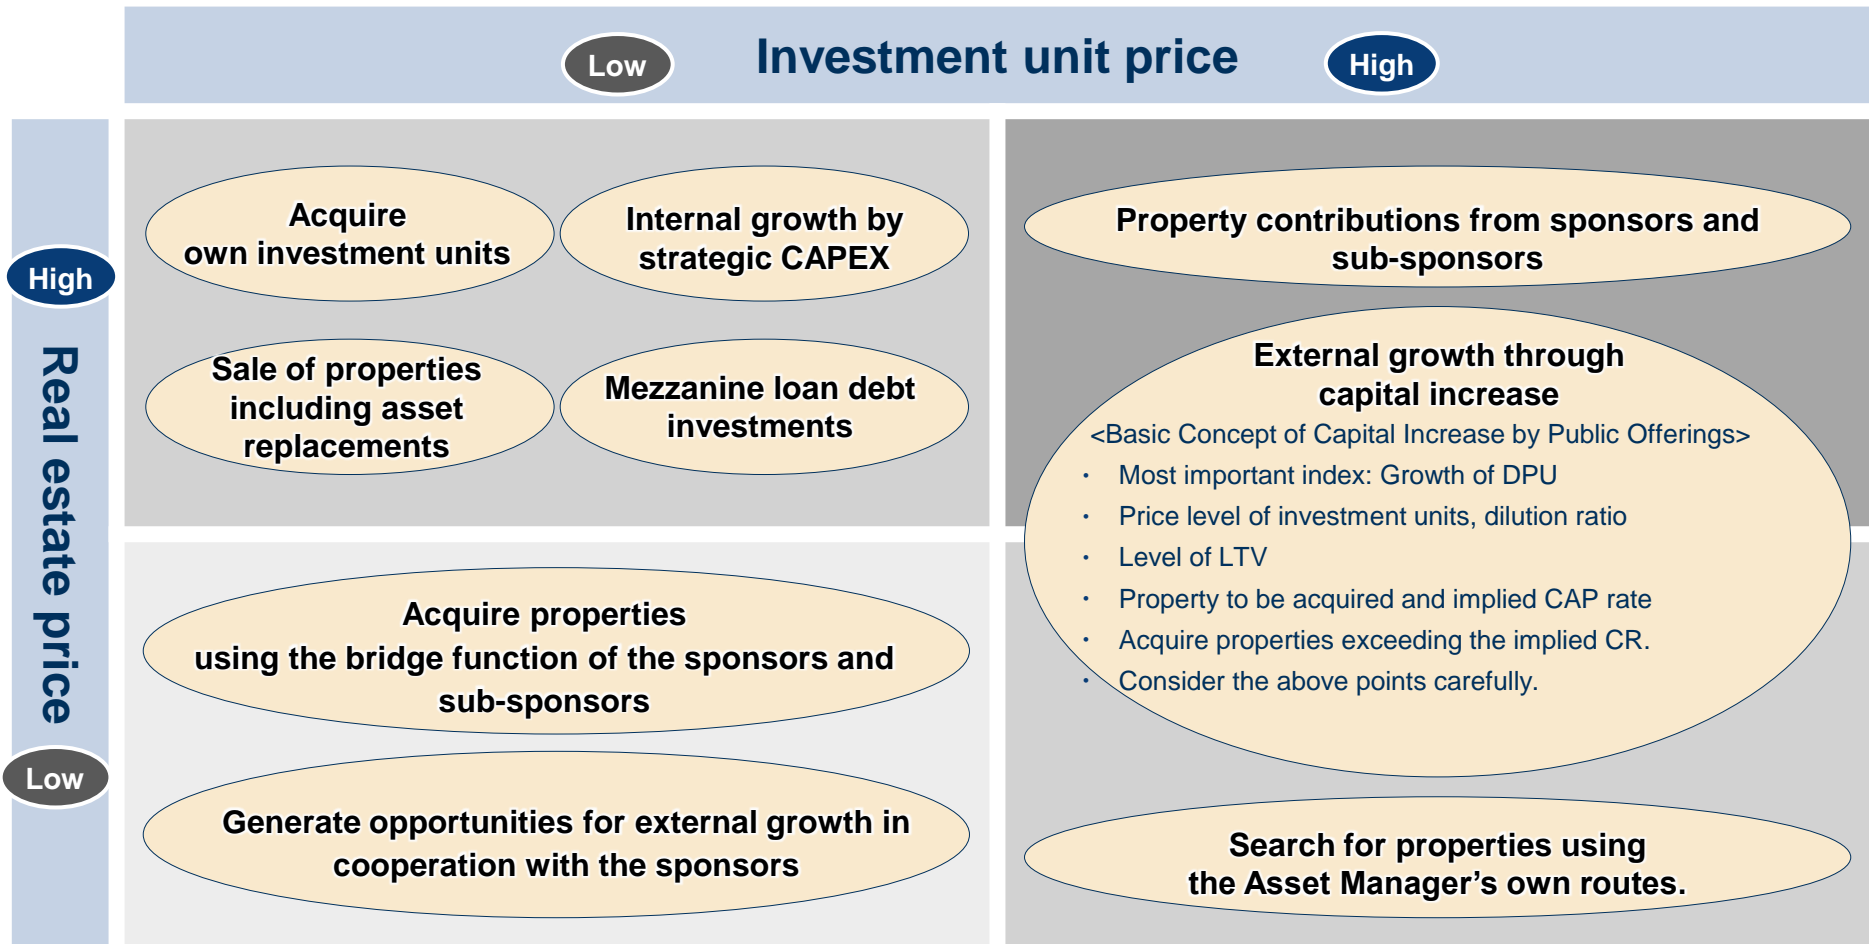 Low
Investment unit price
High
High
Real estate price
Low
Acquire
own investment units
Internal growth by
strategic CAPEX
Sale of properties
including asset
replacements
Mezzanine loan debt
investments
Property contributions from sponsors and
sub-sponsors
External growth through
capital increase
<Basic Concept of Capital Increase by Public Offerings>
・ Most important index: Growth of DPU
・ Price level of investment units, dilution ratio
・ Level of LTV
・ Property to be acquired and implied CAP rate
・ Acquire properties exceeding the implied CR.
・ Consider the above points carefully.
Acquire properties
using the bridge function of the sponsors and
sub-sponsors
Generate opportunities for external growth in
cooperation with the sponsors
Search for properties using
the Asset Manager’s own routes.